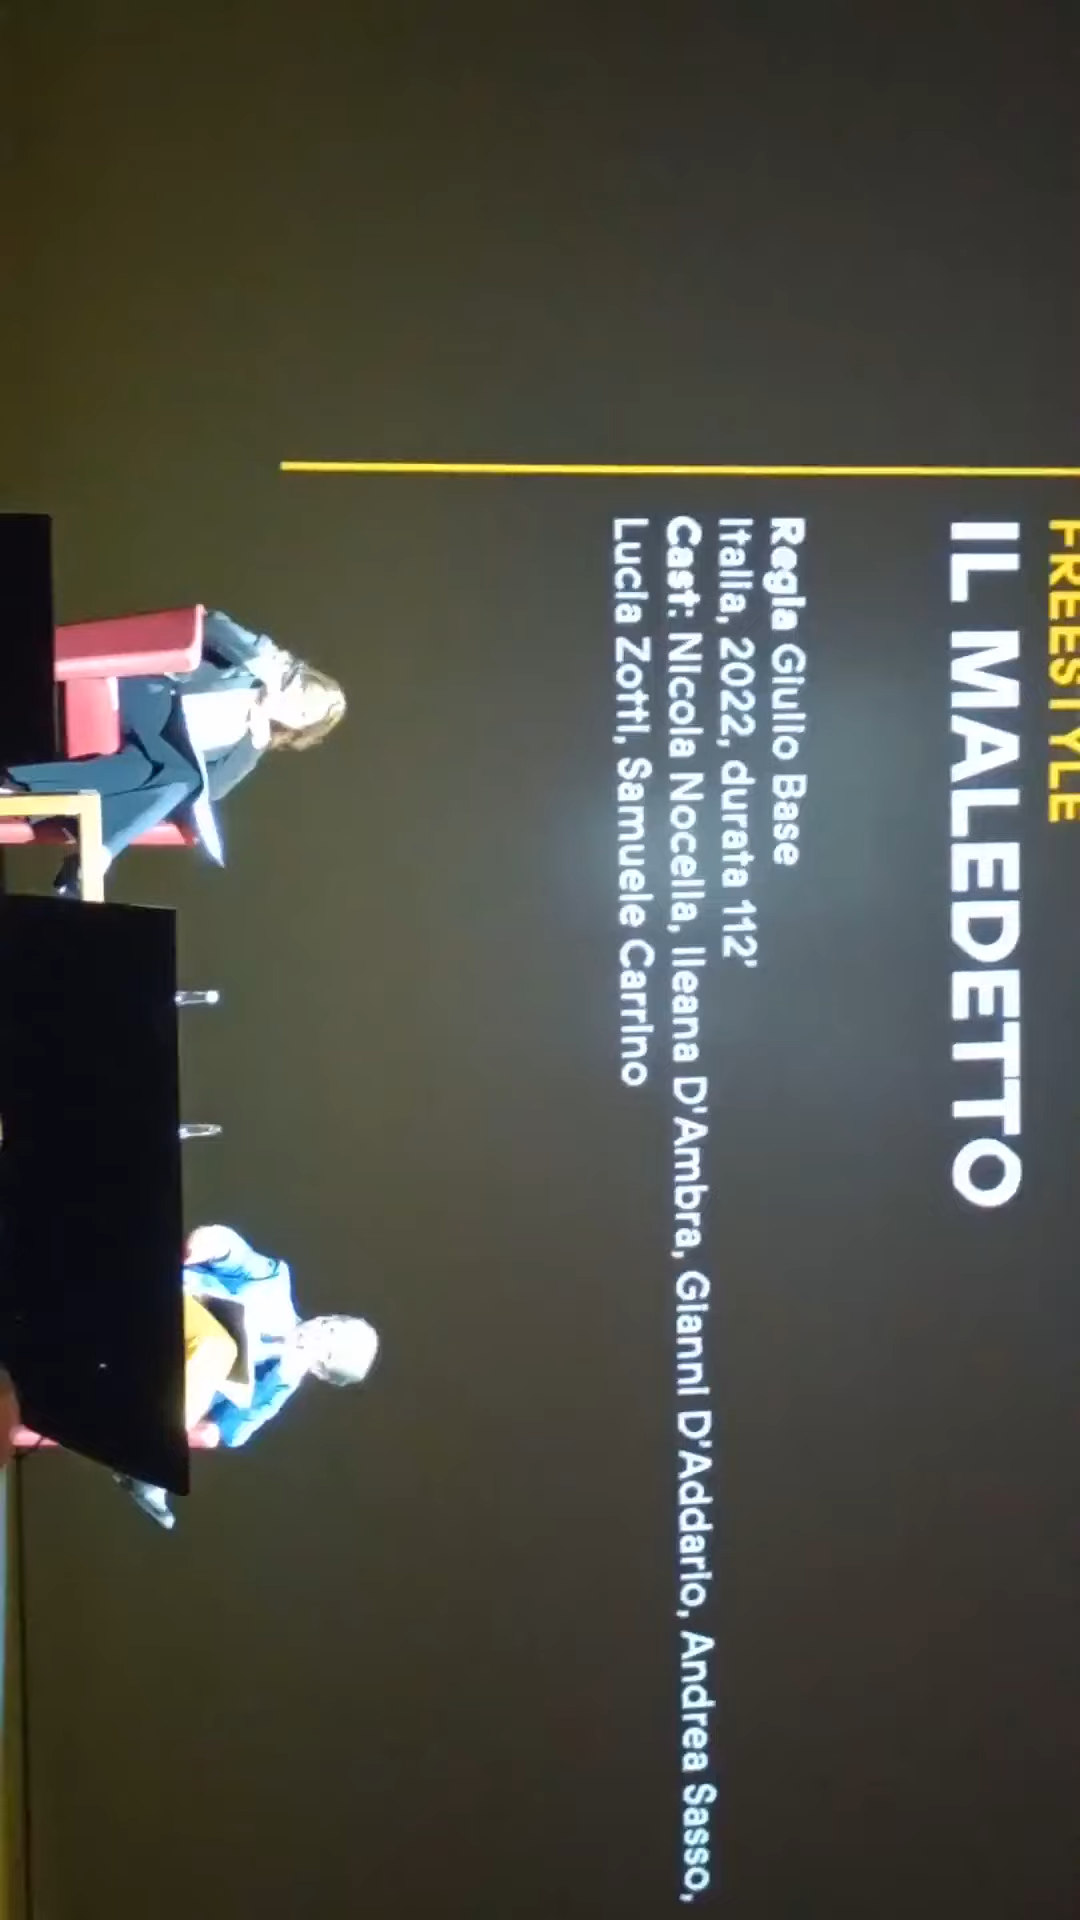 FREESTYLE
IL MALEDETTO
Regia Giulio Base
Italia, 2022, durata 112'
Cast: Nicola Nocella, Ileana D'Ambra, Gianni D'Addario, Andrea Sasso,
Lucia Zotti, Samuele Carrino